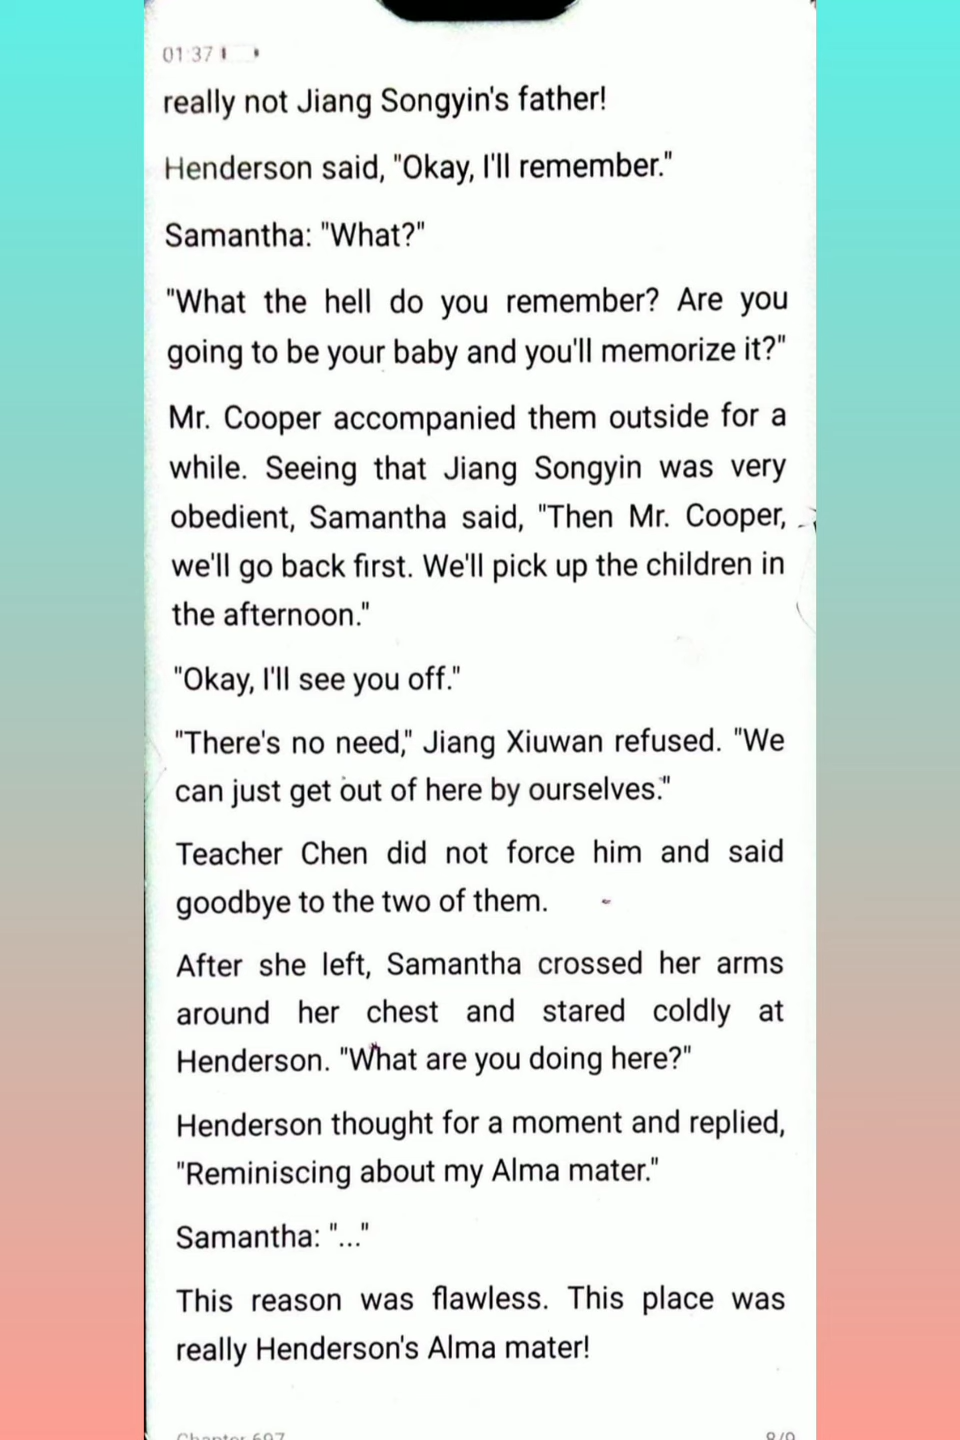 01:37
really not Jiang Songyin's father!
Henderson said, "Okay, I'll remember."
Samantha: "What?"
"What the hell do you remember? Are you
going to be your baby and you'll memorize it?"
Mr. Cooper accompanied them outside for a
while. Seeing that Jiang Songyin was very
obedient, Samantha said, "Then Mr. Cooper,
we'll go back first. We'll pick up the children in
the afternoon."
"Okay, I'll see you off."
"There's no need," Jiang Xiuwan refused. "We
can just get out of here by ourselves."
Teacher Chen did not force him and said
goodbye to the two of them.
After she left, Samantha crossed her arms
around her chest and stared coldly at
Henderson. "What are you doing here?"
Henderson thought for a moment and replied,
"Reminiscing about my Alma mater."
Samantha: "..."
This reason was flawless. This place was
really Henderson's Alma mater!
Chapter 697